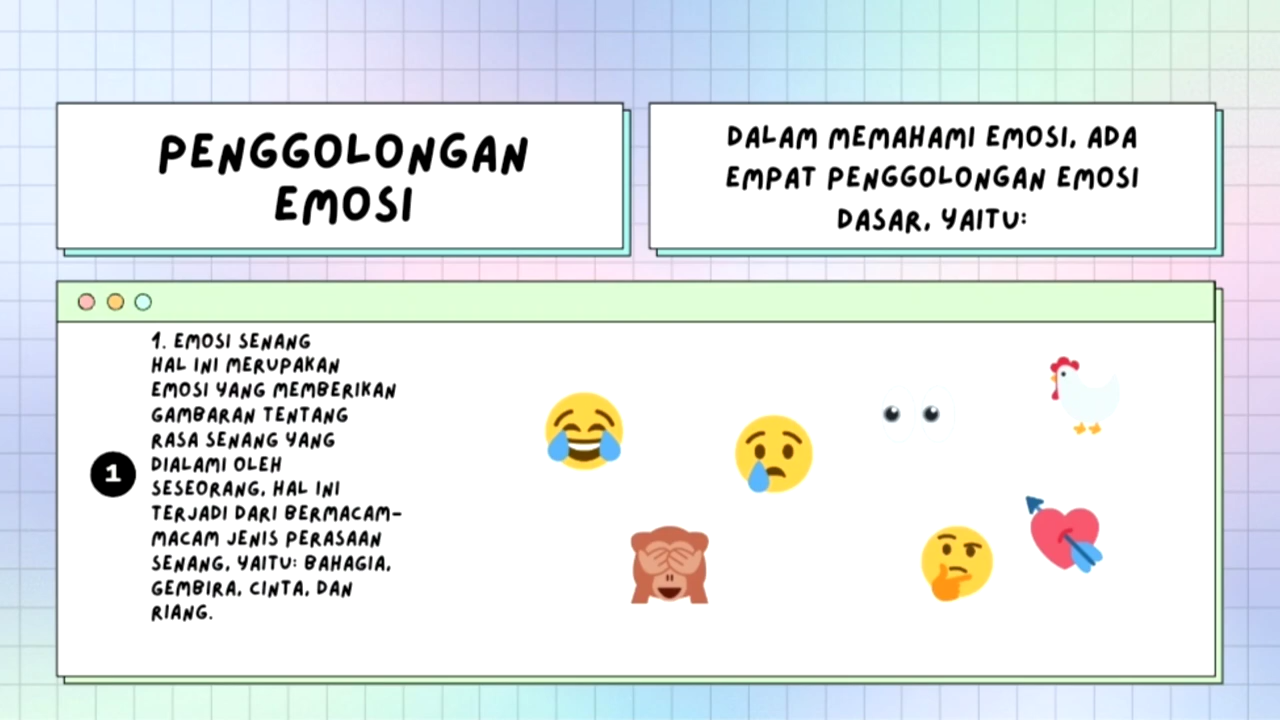 PENGGOLONGAN
EMOSI
DALAM MEMAHAMI EMOSI, ADA
EMPAT PENGGOLONGAN EMOSI
DASAR, YAITU:
1
1. EMOSI SENANG
HAL INI MERUPAKAN
EMOSI YANG MEMBERIKAN
GAMBARAN TENTANG
RASA SENANG YANG
DIALAMI OLEH
SESEORANG, HAL INI
TERJADI DARI BERMACAM-
MACAM JENIS PERASAAN
SENANG, YAITU: BAHAGIA,
GEMBIRA, CINTA, DAN
RIANG.